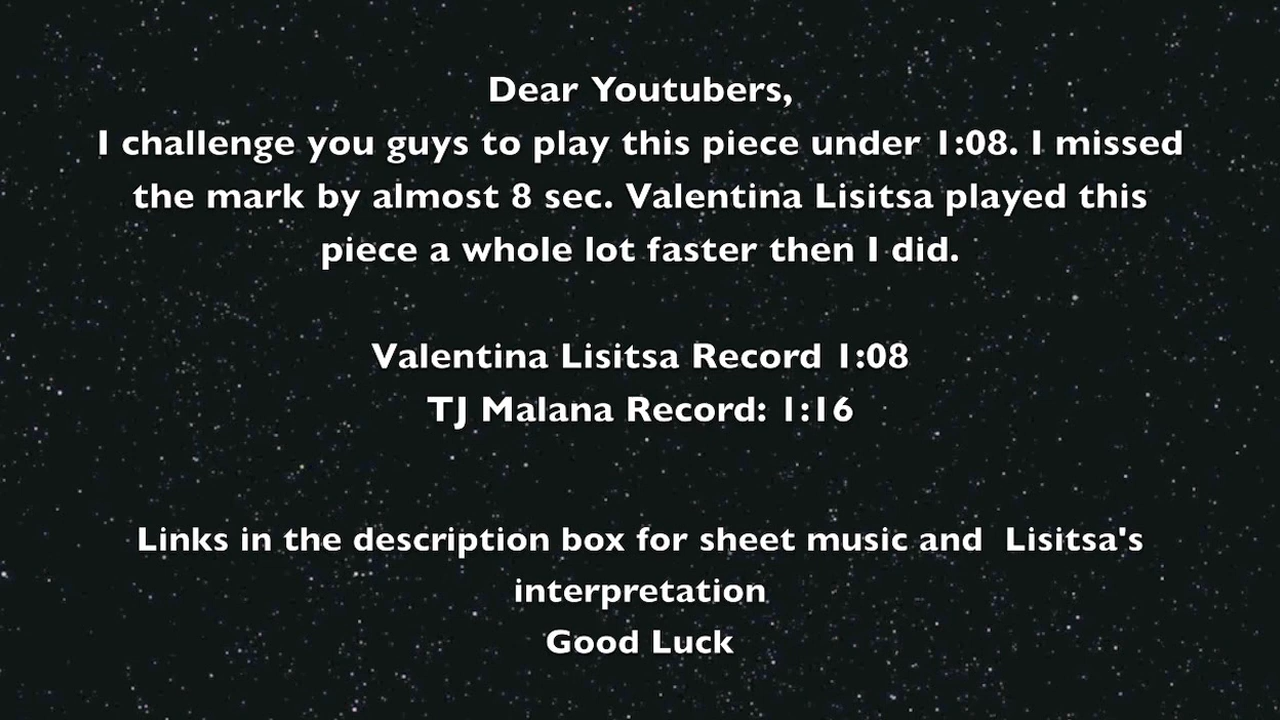 Dear Youtubers,
I challenge you guys to play this piece under 1:08. I missed
the mark by almost 8 sec. Valentina Lisitsa played this
piece a whole lot faster then I did.
Valentina Lisitsa Record 1:08
TJ Malana Record: 1:16
Links in the description box for sheet music and  Lisitsa's
interpretation
Good Luck